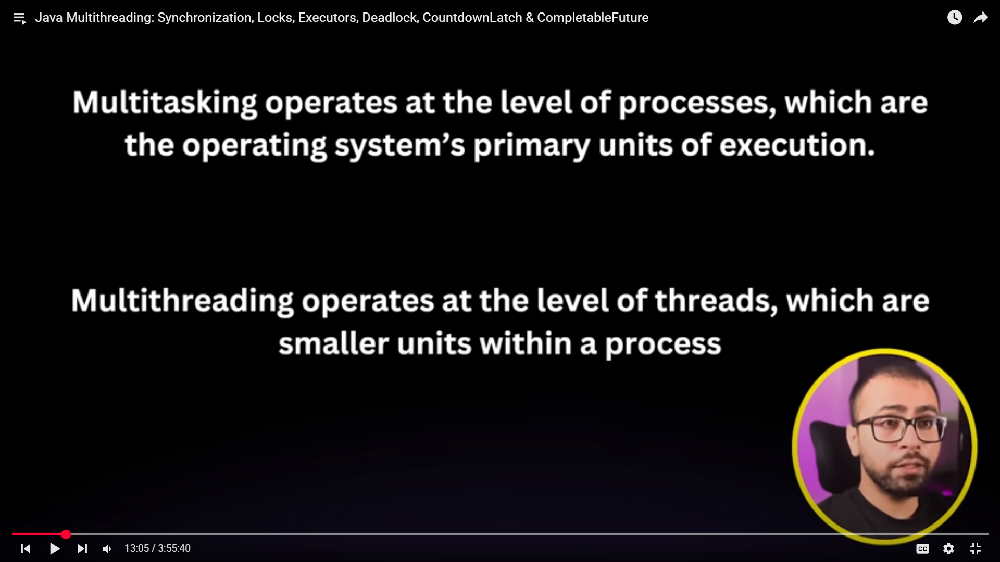 Java Multithreading: Synchronization, Locks, Executors, Deadlock, CountdownLatch & CompletableFuture
Multitasking operates at the level of processes, which are
the operating system’s primary units of execution.
Multithreading operates at the level of threads, which are
smaller units within a process
13:05 / 3:55:40
CC